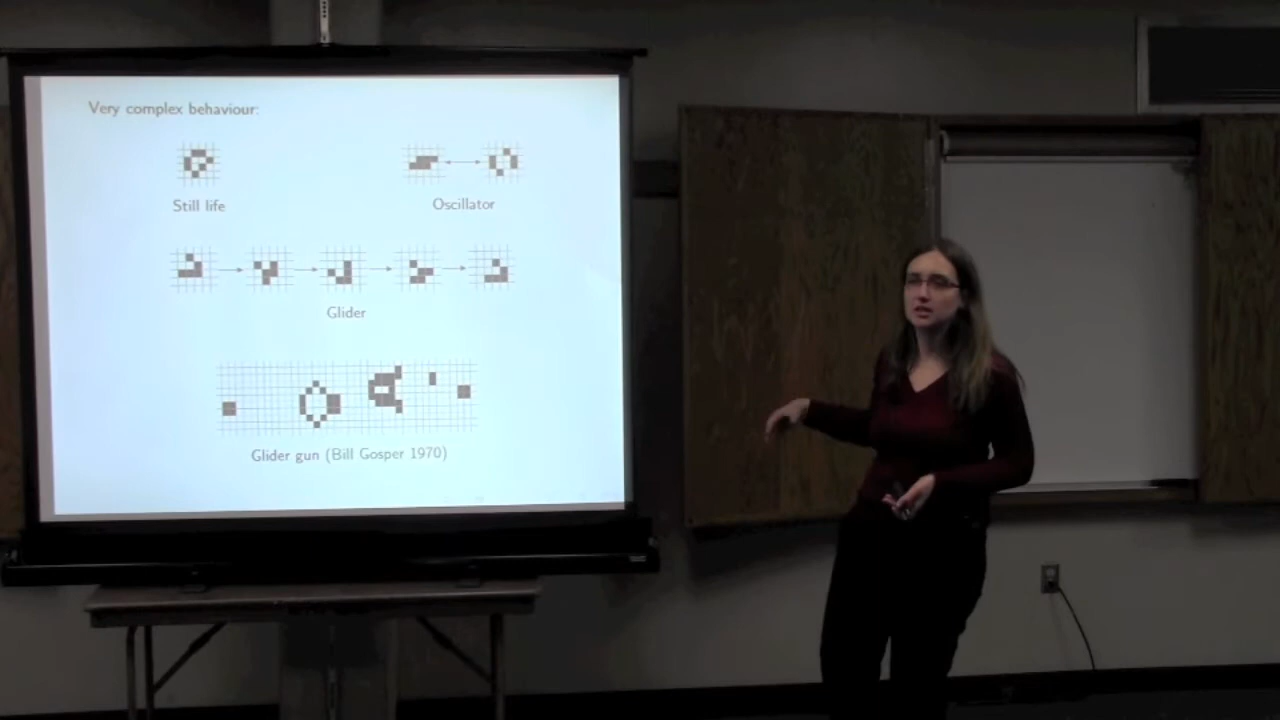 Very complex behaviour:
Still life
Oscillator
Glider
Glider gun (Bill Gosper 1970)